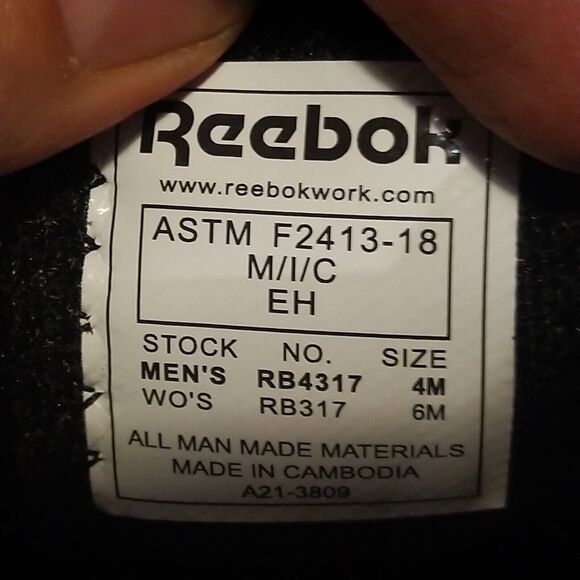 Reebok
www.reebokwork.com
ASTM F2413-18
M/I/C
EH
STOCK NO. SIZE
MEN'S RB4317 4M
WO'S RB317 6M
ALL MAN MADE MATERIALS
MADE IN CAMBODIA
A21-3809